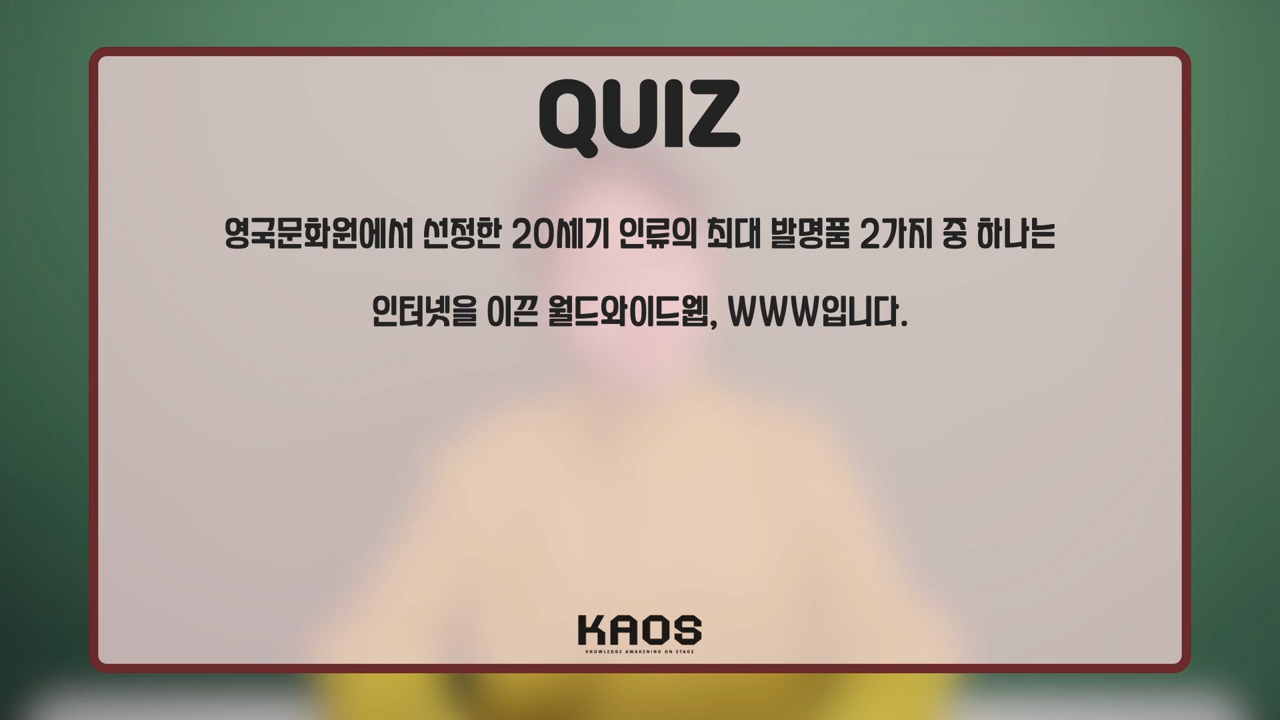 QUIZ
영국문화원에서 선정한 20세기 인류의 최대 발명품 2가지 중 하나는
인터넷을 이끈 월드와이드웹, WWW입니다.
KAOS
KNOWLEDGE AWAKENING ON STAGE